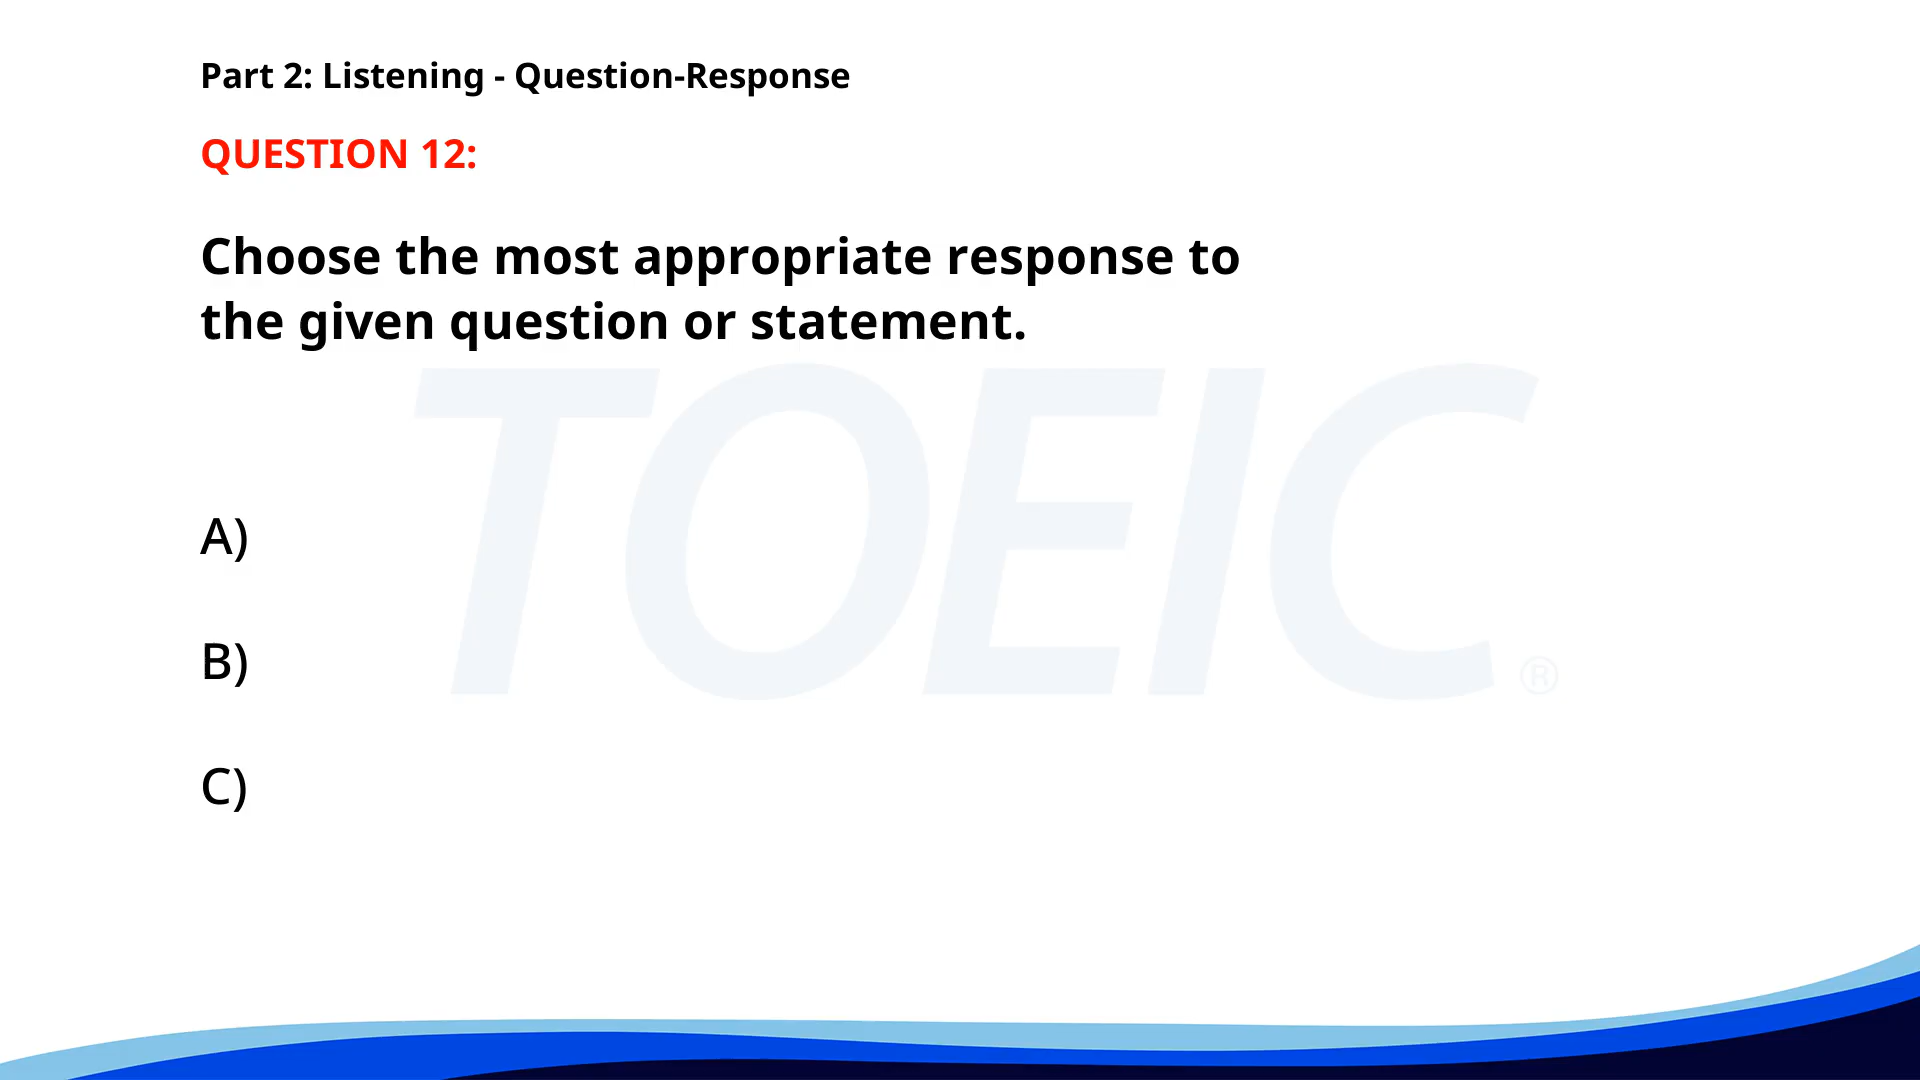 Part 2: Listening - Question-Response
QUESTION 12:
Choose the most appropriate response to
the given question or statement.
TOEIC®
A)
B)
C)